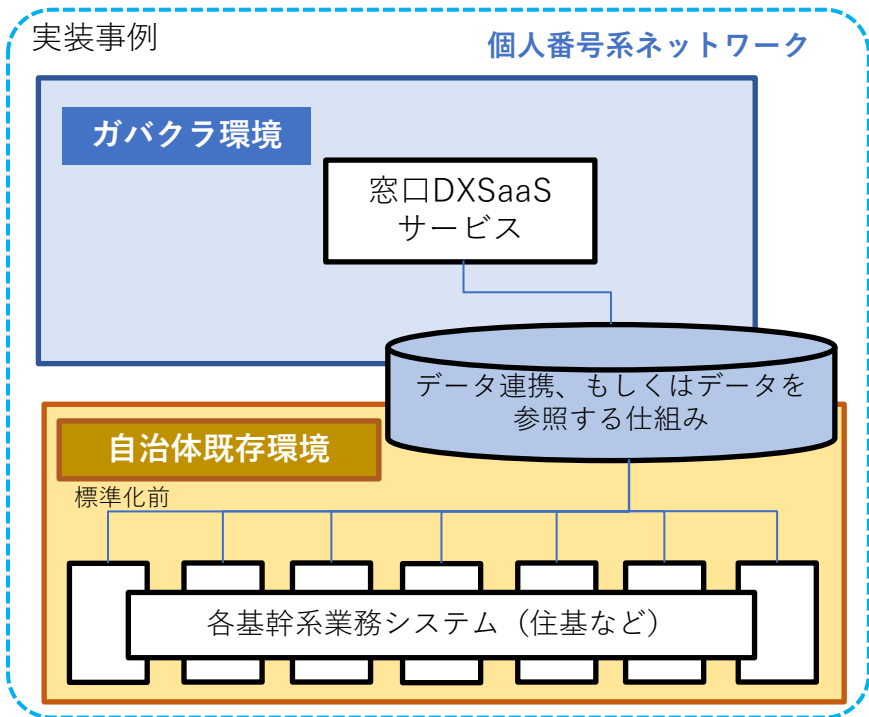 実装事例
個人番号系ネットワーク
ガバクラ環境
窓口DXSaaS
サービス
データ連携、もしくはデータを
参照する仕組み
自治体既存環境
標準化前
各基幹系業務システム（住基など）